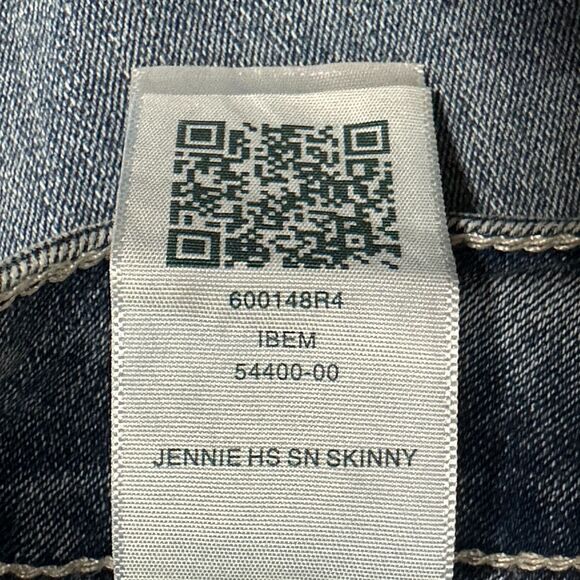 600148R4
IBEM
54400-00
JENNIE HS SN SKINNY